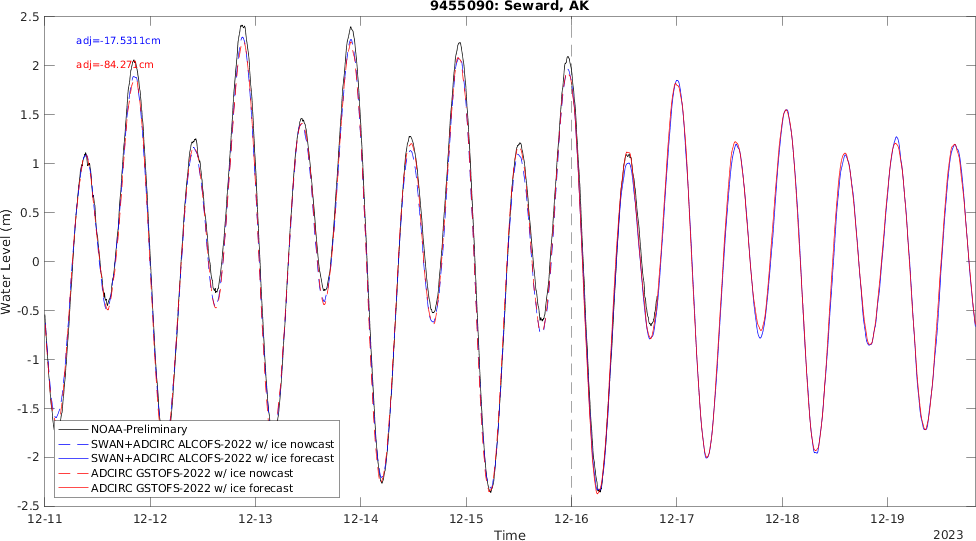 9455090: Seward, AK
2.5
adj=-17.5311cm
2
adj=-84.271cm
1.5
1
0.5
0
-0.5
-1
-1.5
-2
-2.5
Water Level (m)
NOAA-Preliminary
SWAN+ADCIRC ALCOFS-2022 w/ ice nowcast
SWAN+ADCIRC ALCOFS-2022 w/ ice forecast
ADCIRC GSTOFS-2022 w/ ice nowcast
ADCIRC GSTOFS-2022 w/ ice forecast
12-11 12-12 12-13 12-14 12-15 12-16 12-17 12-18 12-19
Time
2023